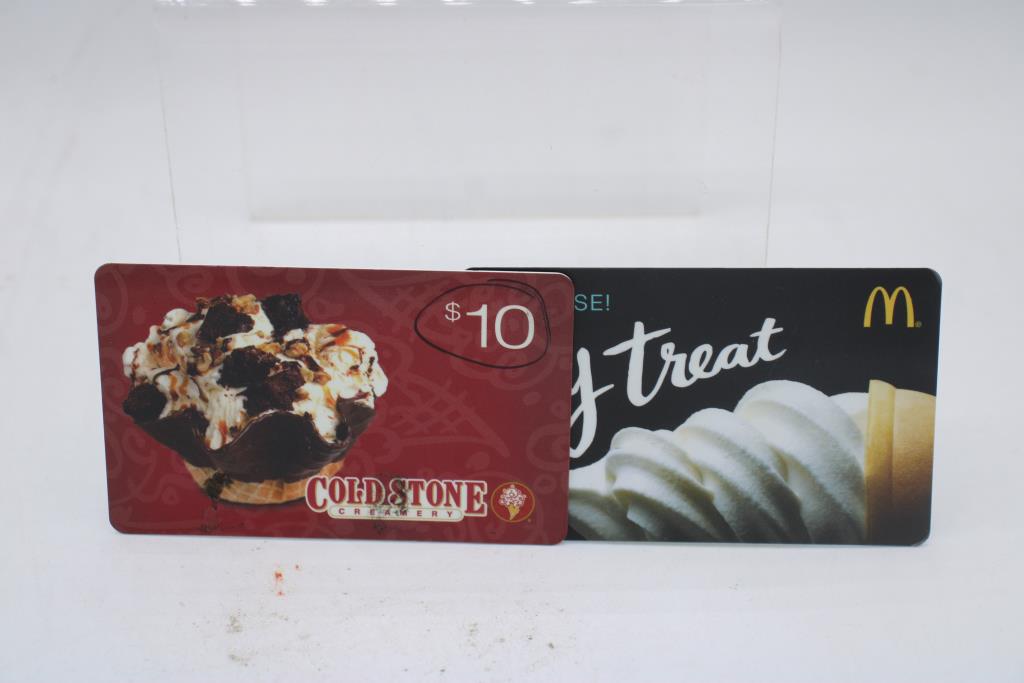 $10
COLD STONE
CREAMERY
SE!
y treat
M